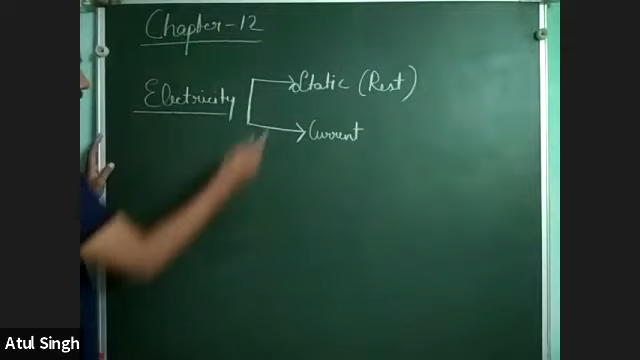 Chapter-12
Electricity
Static (Rest)
Current
Atul Singh